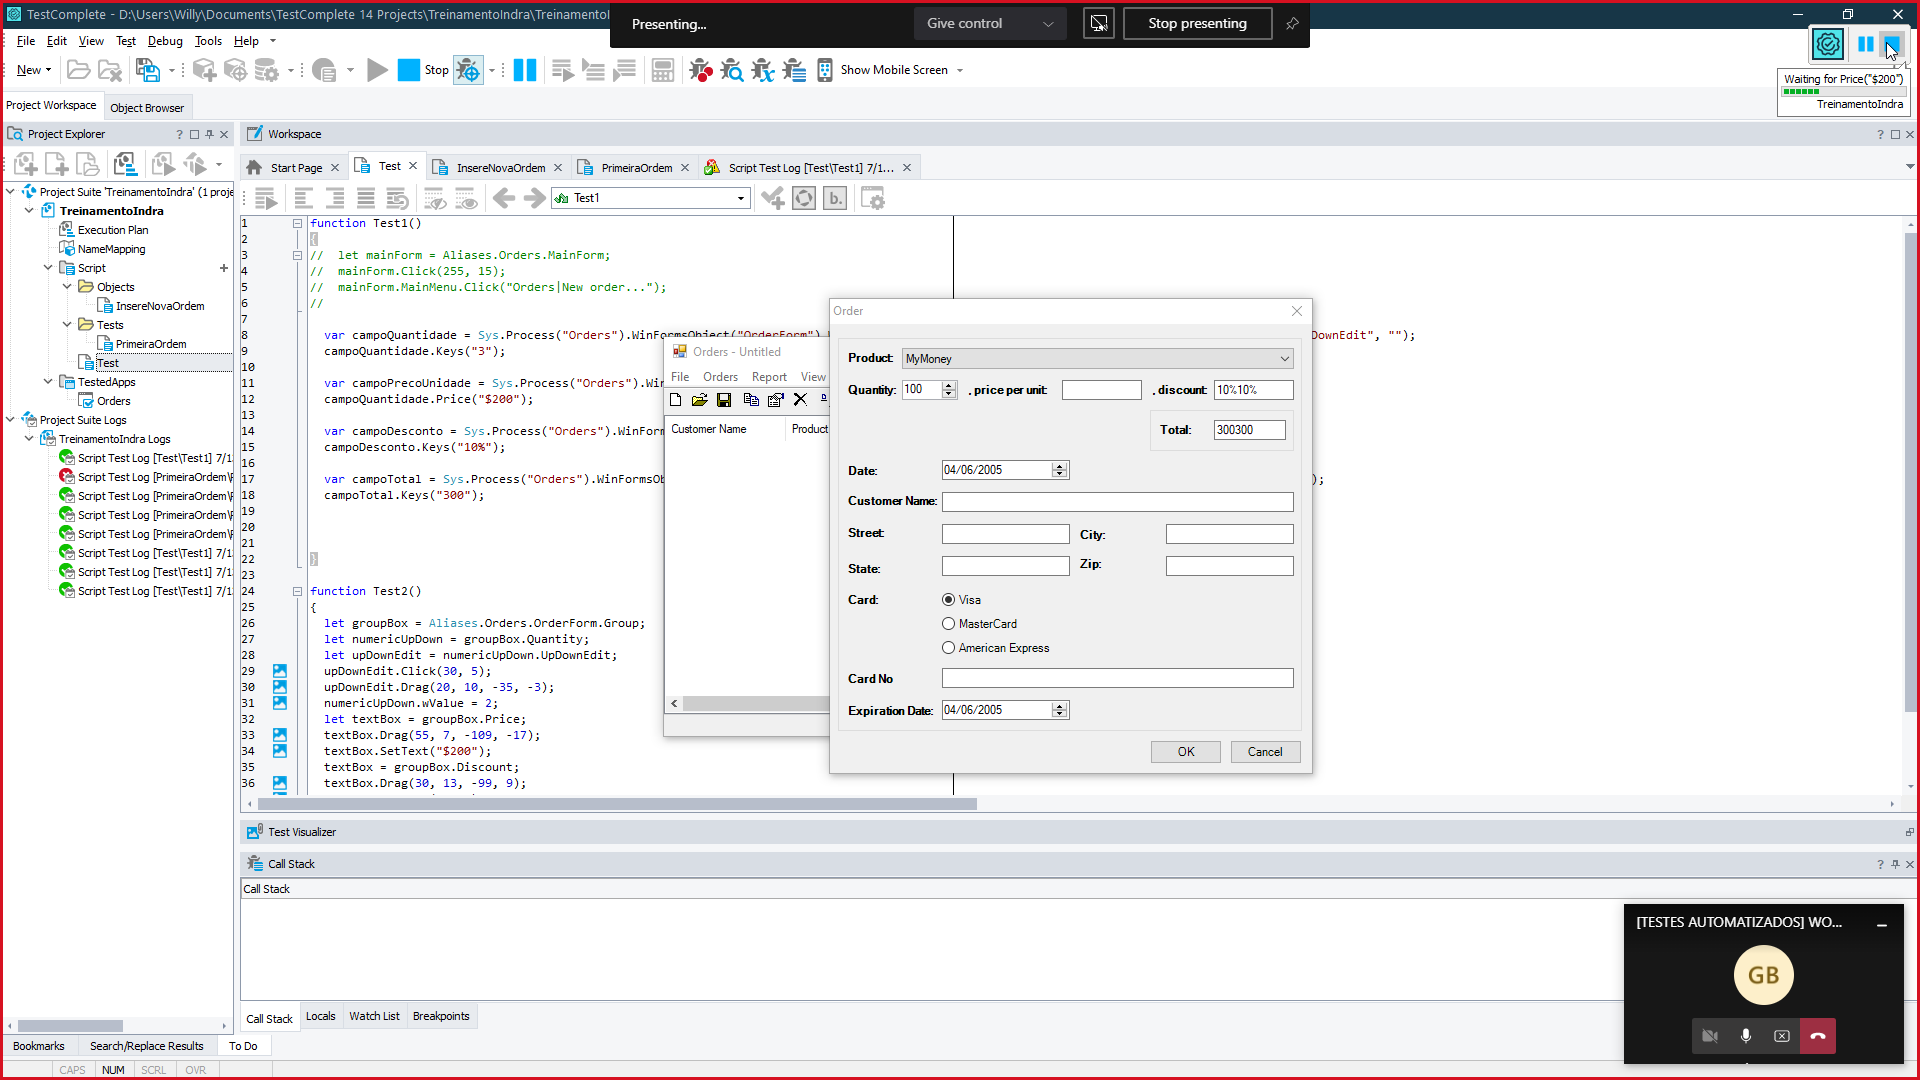 TestComplete - D:\Users\Willy\Documents\TestComplete 14 Projects\TreinamentoIndra\TreinamentoI
Presenting...
Give control
Stop presenting
File Edit View Test Debug Tools Help
New
Stop
Show Mobile Screen
Waiting for Price("$200")
TreinamentoIndra
Project Workspace
Object Browser
Project Explorer
?
Workspace
?
Start Page
Test
InsereNovaOrdem
PrimeiraOrdem
Script Test Log [Test\Test1] 7/1...
Test1
b.
Project Suite 'TreinamentoIndra' (1 proje
TreinamentoIndra
Execution Plan
NameMapping
Script
Objects
InsereNovaOrdem
Tests
PrimeiraOrdem
Test
TestedApps
Orders
Project Suite Logs
TreinamentoIndra Logs
Script Test Log [Test\Test1] 7/1
Script Test Log [PrimeiraOrdem\
Script Test Log [PrimeiraOrdem\
Script Test Log [PrimeiraOrdem\
Script Test Log [PrimeiraOrdem\
Script Test Log [Test\Test1] 7/1
Script Test Log [Test\Test1] 7/1
Script Test Log [Test\Test1] 7/1
1 function Test1()
2 {
3 //  let mainForm = Aliases.Orders.MainForm;
4 //  mainForm.Click(255, 15);
5 //  mainForm.MainMenu.Click("Orders|New order...");
6 //
7
8 var campoQuantidade = Sys.Process("Orders").WinFormsObject("OrderForm"). DownEdit", "");
9 campoQuantidade.Keys("3");
10
11 var campoPrecoUnidade = Sys.Process("Orders").Win
12 campoQuantidade.Price("$200");
13
14 var campoDesconto = Sys.Process("Orders").WinForm
15 campoDesconto.Keys("10%");
16
17 var campoTotal = Sys.Process("Orders").WinFormsOb );
18 campoTotal.Keys("300");
19
20
21
22 }
23
24 function Test2()
25 {
26 let groupBox = Aliases.Orders.OrderForm.Group;
27 let numericUpDown = groupBox.Quantity;
28 let upDownEdit = numericUpDown.UpDownEdit;
29 upDownEdit.Click(30, 5);
30 upDownEdit.Drag(20, 10, -35, -3);
31 numericUpDown.wValue = 2;
32 let textBox = groupBox.Price;
33 textBox.Drag(55, 7, -109, -17);
34 textBox.SetText("$200");
35 textBox = groupBox.Discount;
36 textBox.Drag(30, 13, -99, 9);
Orders - Untitled
File Orders Report View
Customer Name
Product
Order
Product: MyMoney
Quantity: 100 , price per unit: , discount: 10%10%
Total: 300300
Date: 04/06/2005
Customer Name:
Street: City:
State: Zip:
Card: Visa
MasterCard
American Express
Card No
Expiration Date: 04/06/2005
OK
Cancel
Test Visualizer
Call Stack
?
Call Stack
Call Stack
Locals
Watch List
Breakpoints
Bookmarks
Search/Replace Results
To Do
CAPS NUM SCRL OVR
[TESTES AUTOMATIZADOS] WO...
GB